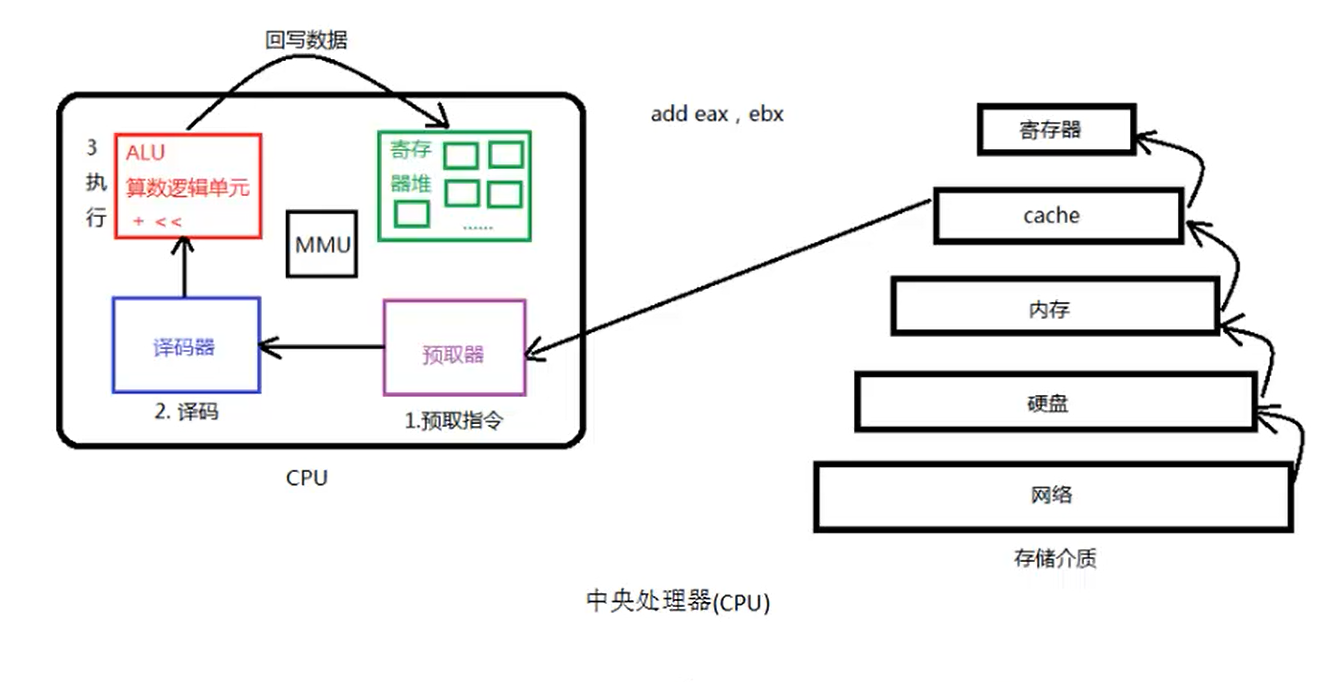 回写数据
3
执
行
ALU
算数逻辑单元
+ <<
寄存
器堆
......
MMU
译码器
预取器
2. 译码
1.预取指令
CPU
add eax , ebx
寄存器
cache
内存
硬盘
网络
存储介质
中央处理器(CPU)